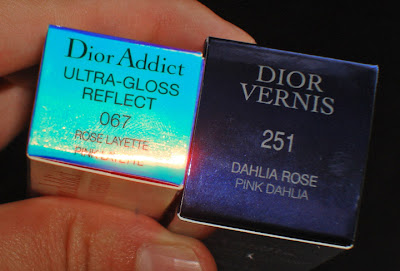 Dior Addict
ULTRA-GLOSS
REFLECT
067
ROSE LAYETTE
PINK LAYETTE
DIOR
VERNIS
251
DAHLIA ROSE
PINK DAHLIA